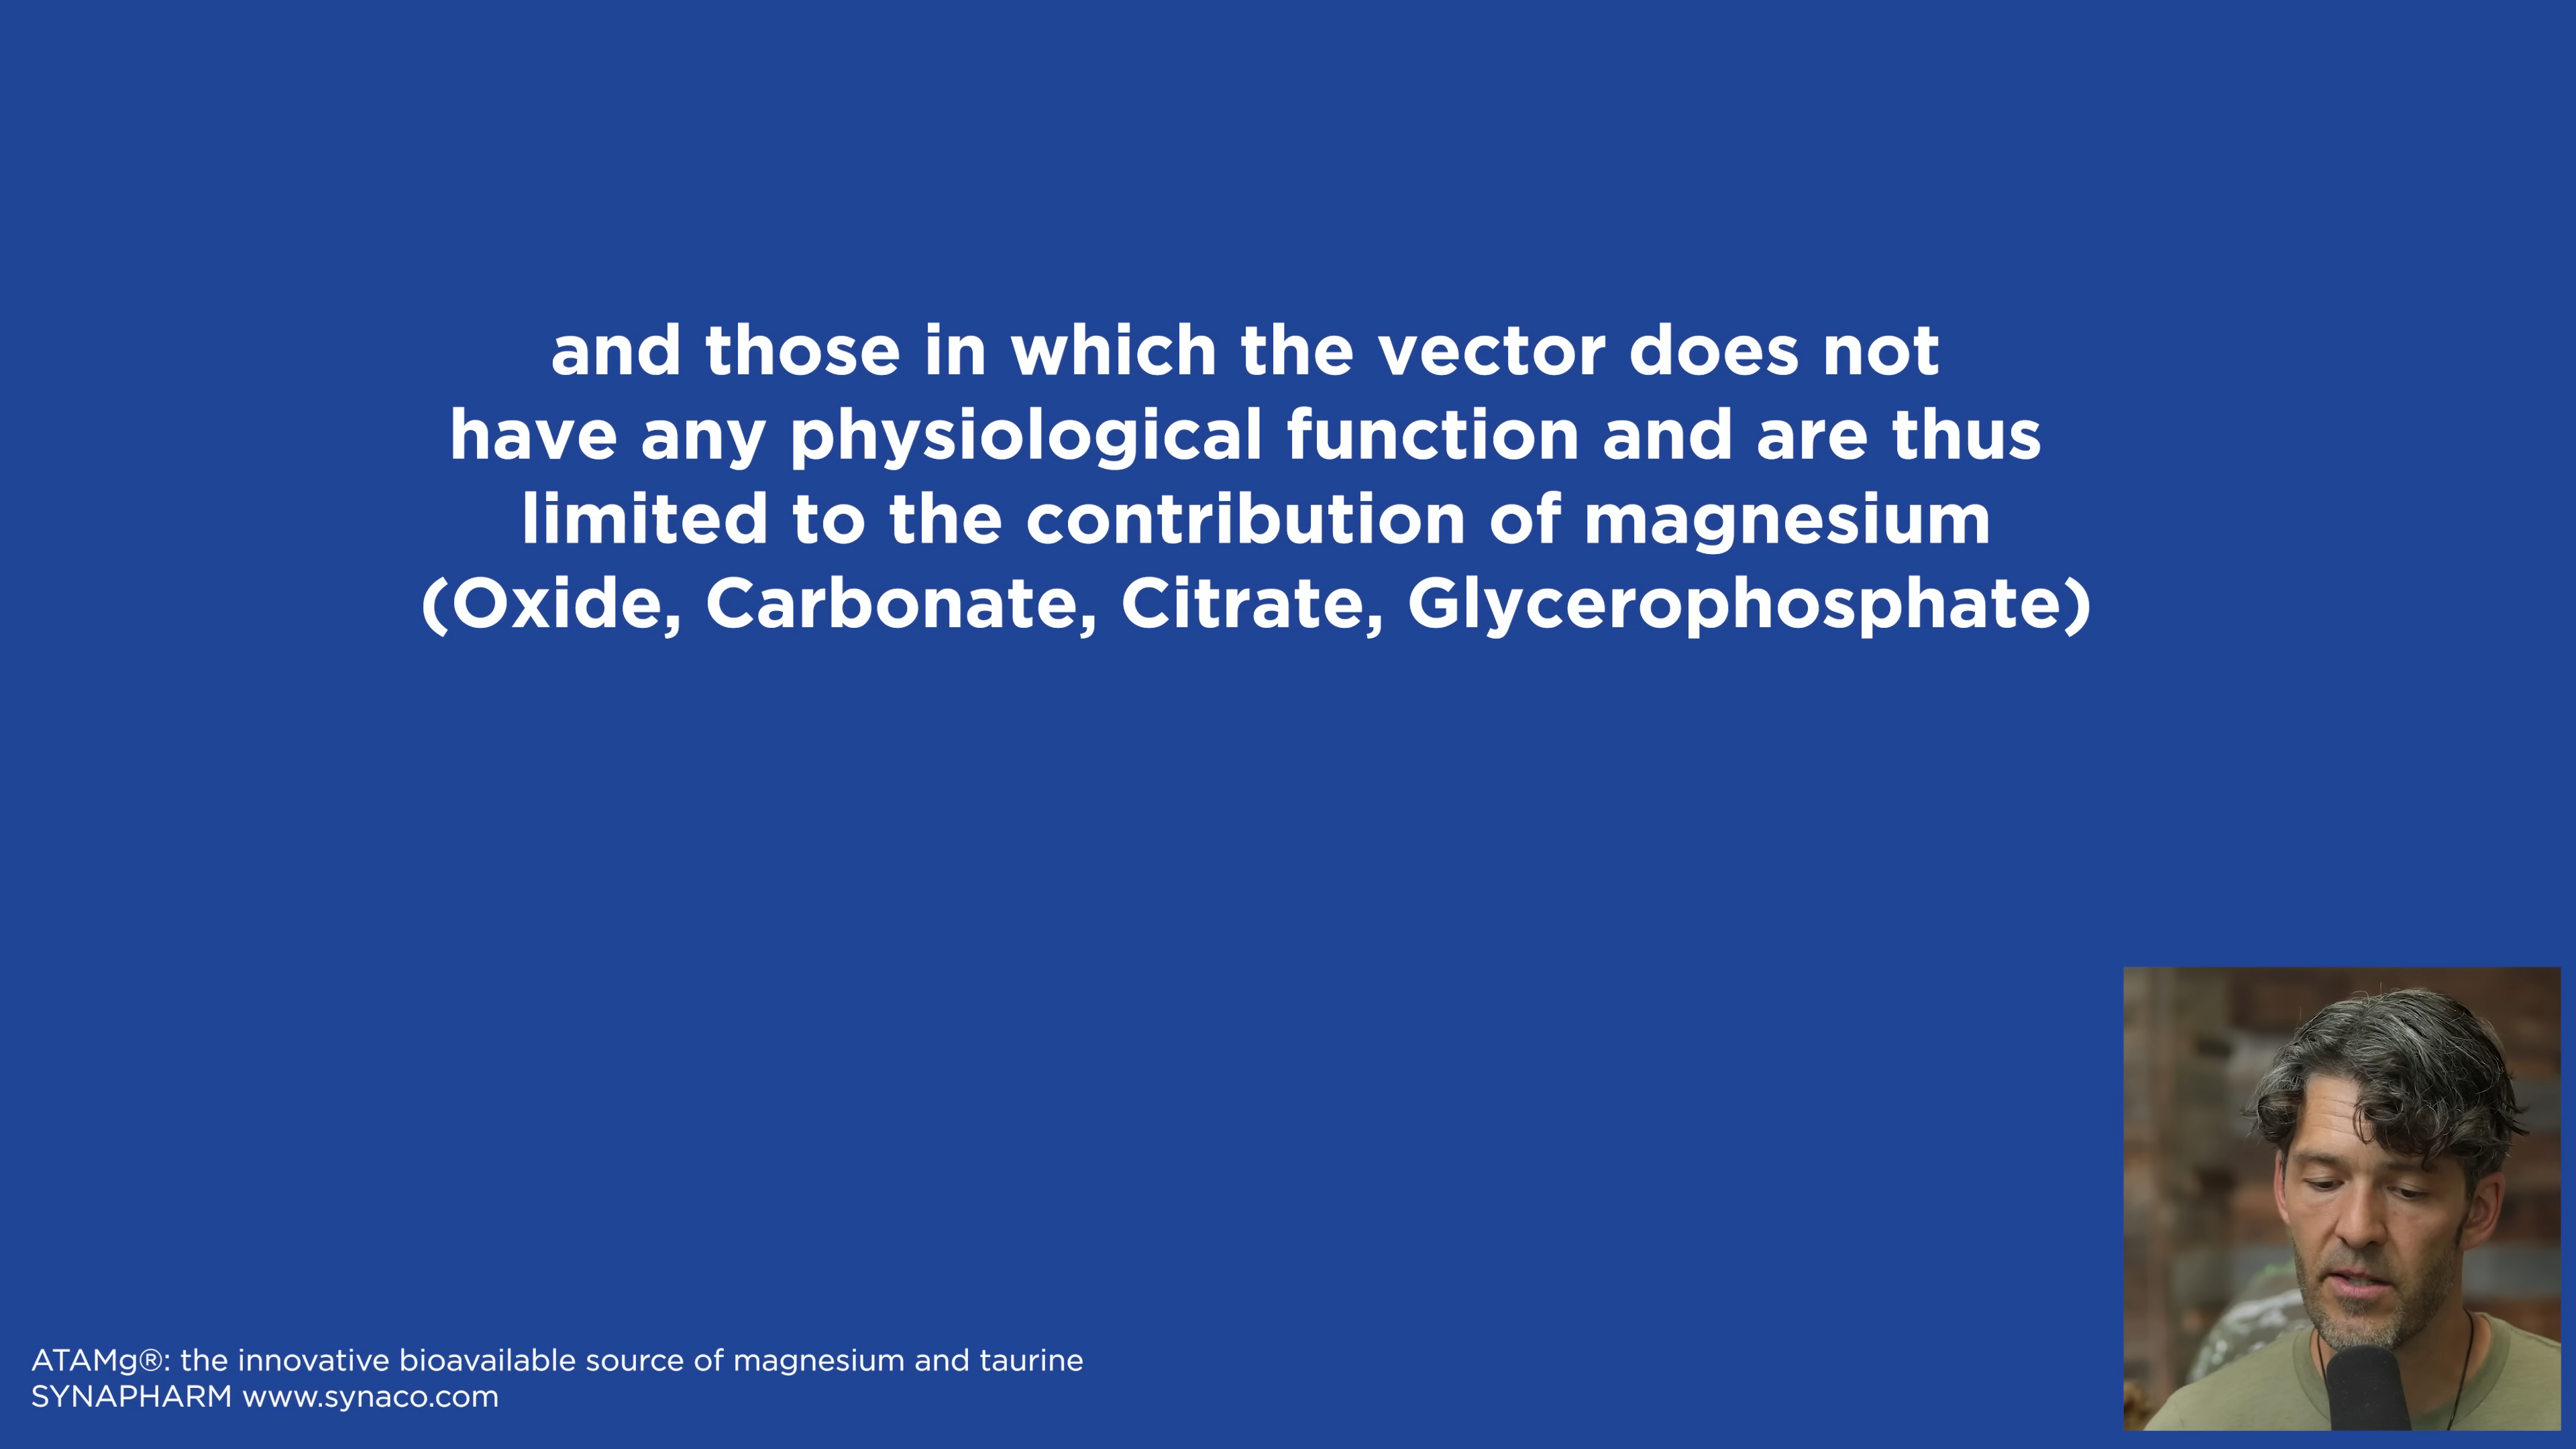 and those in which the vector does not
have any physiological function and are thus
limited to the contribution of magnesium
(Oxide, Carbonate, Citrate, Glycerophosphate)
ATAMg®: the innovative bioavailable source of magnesium and taurine
SYNAPHARM www.synaco.com